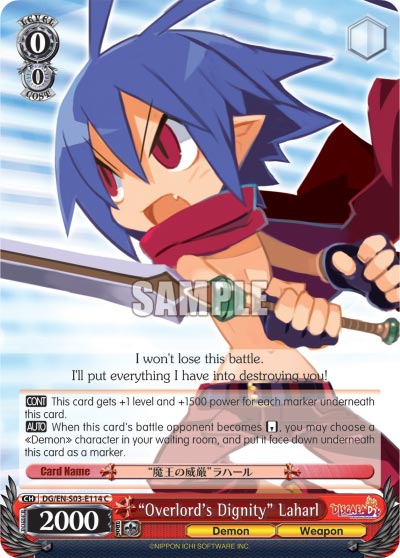 LEVEL
0
0
COST
SAMPLE
I won't lose this battle.
I'll put everything I have into destroying you!
CONT This card gets +1 level and +1500 power for each marker underneath
this card.
AUTO When this card's battle opponent becomes [,], you may choose a
«Demon» character in your waiting room, and put it face down underneath
this card as a marker.
Card Name "魔王の威厳" ラハール
CH DG/EN-S03-E114 C
"Overlord's Dignity" Laharl
DISGAEA
POWER 2000 SOUL
Demon Weapon
©NIPPON ICHI SOFTWARE INC.